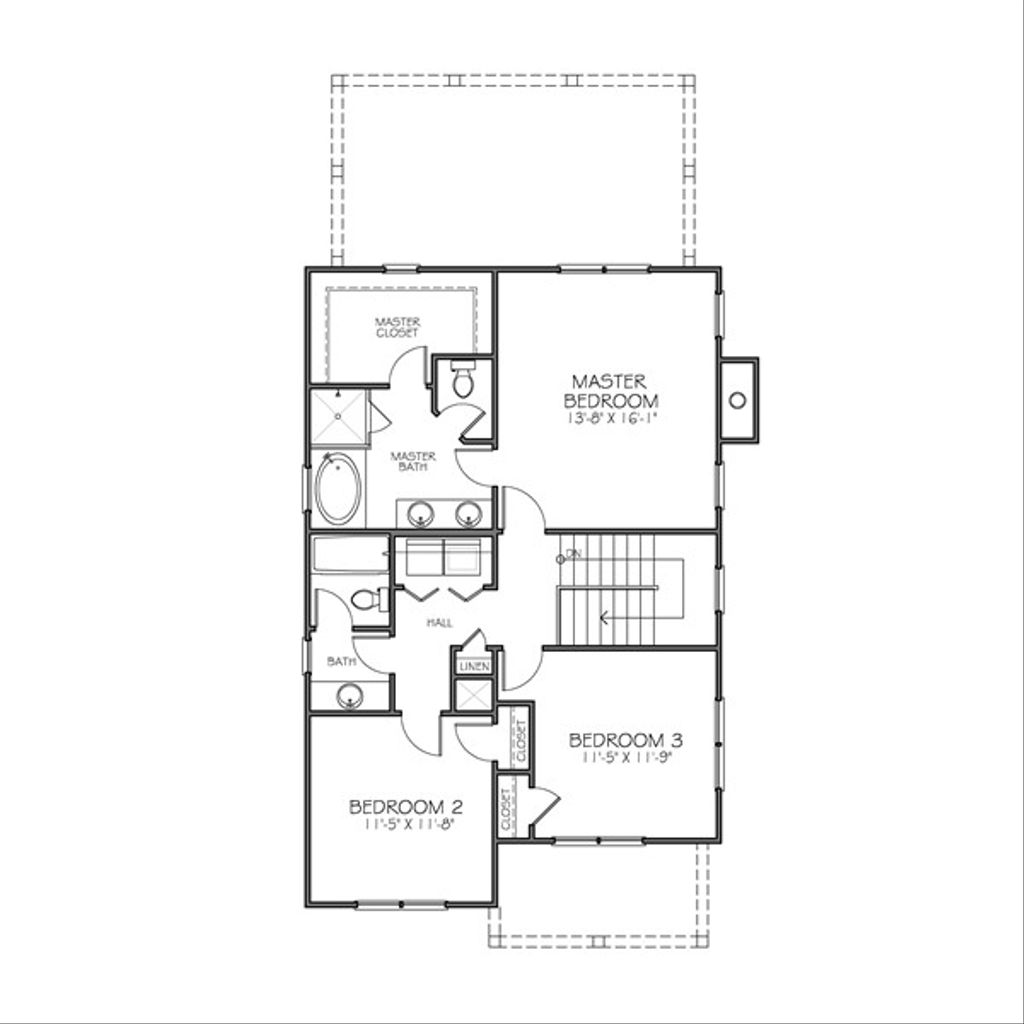 MASTER
CLOSET
MASTER
BEDROOM
13'-8" X 16'-1"
MASTER
BATH
DN
HALL
BATH
LINEN
CLOSET
BEDROOM 3
11'-5" X 11'-9"
CLOSET
BEDROOM 2
11'-5" X 11'-8"